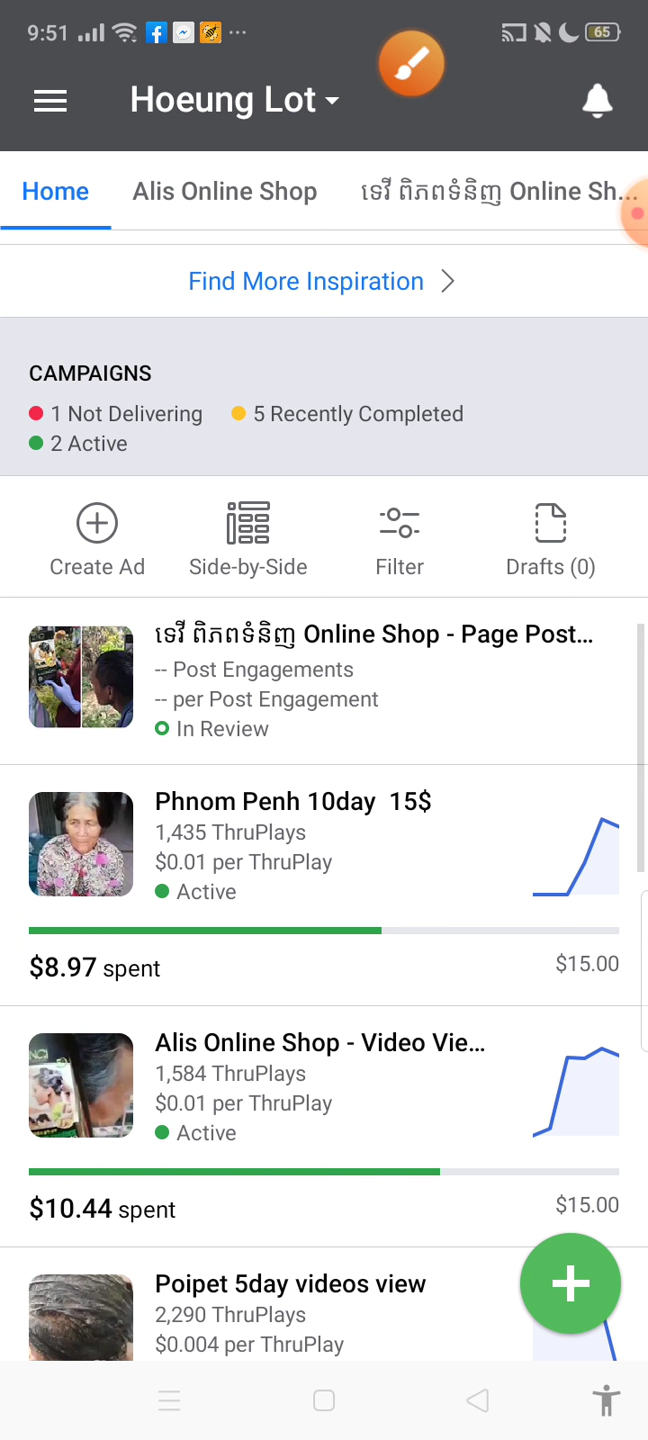 9:51
65
Hoeung Lot
Home Alis Online Shop ទេវី ពិភពទំនិញ Online Sh...
Find More Inspiration
CAMPAIGNS
1 Not Delivering 5 Recently Completed
2 Active
Create Ad Side-by-Side Filter Drafts (0)
ទេវី ពិភពទំនិញ Online Shop - Page Post...
-- Post Engagements
-- per Post Engagement
In Review
Phnom Penh 10day 15$
1,435 ThruPlays
$0.01 per ThruPlay
Active
$8.97 spent $15.00
Alis Online Shop - Video Vie...
1,584 ThruPlays
$0.01 per ThruPlay
Active
$10.44 spent $15.00
Poipet 5day videos view
2,290 ThruPlays
$0.004 per ThruPlay